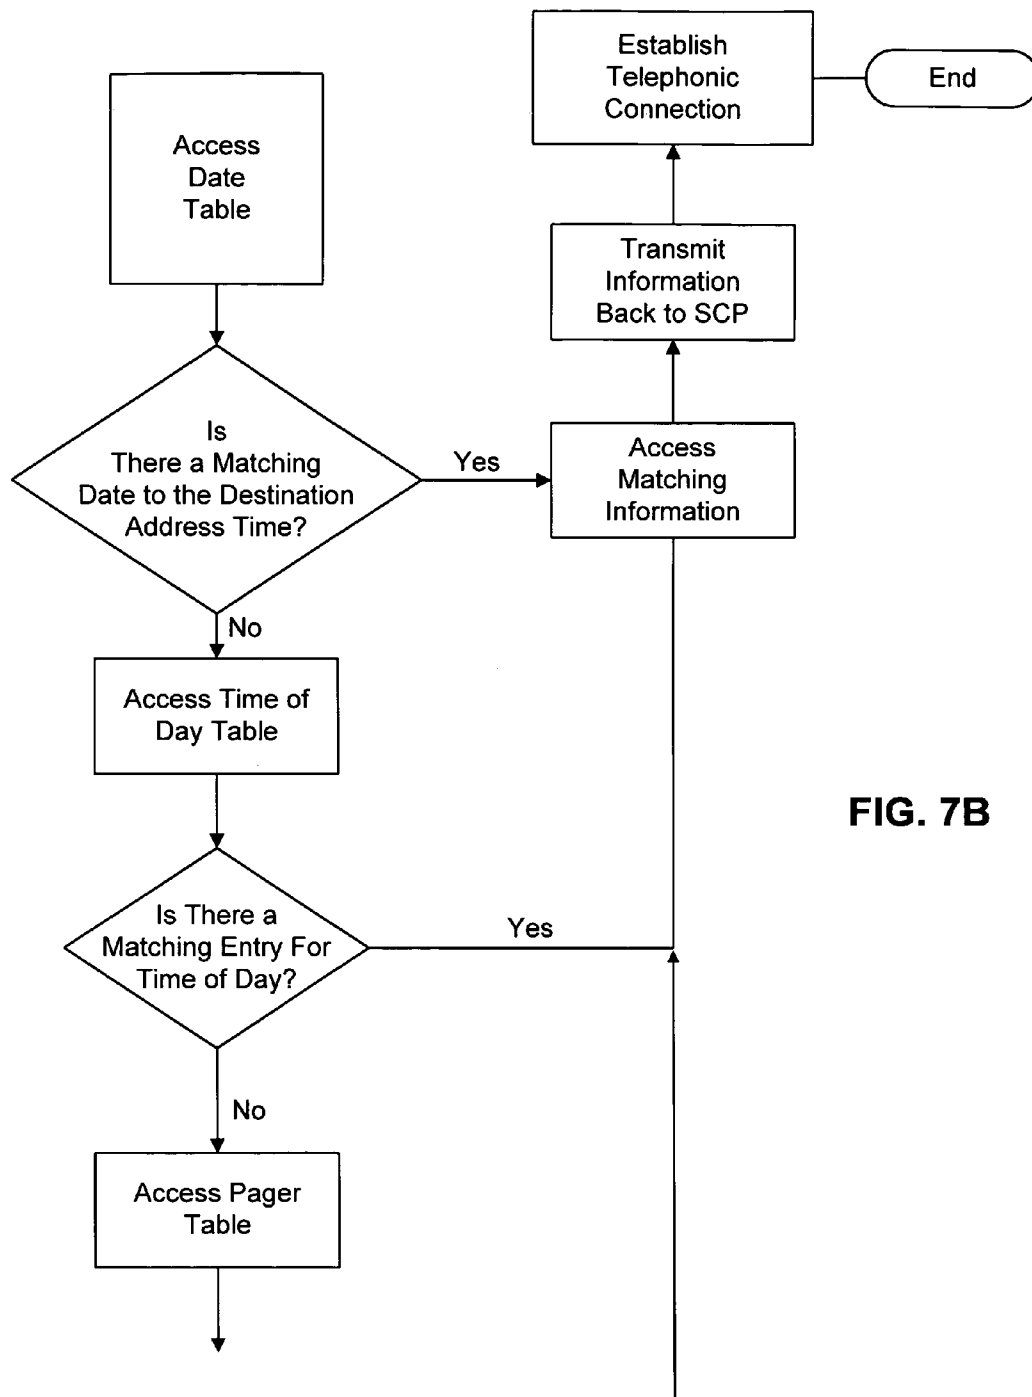 Establish
Telephonic
Connection
End
Access
Date
Table
Transmit
Information
Back to SCP
Is
There a Matching
Date to the Destination
Address Time?
Yes
Access
Matching
Information
No
Access Time of
Day Table
FIG. 7B
Is There a
Matching Entry For
Time of Day?
Yes
No
Access Pager
Table